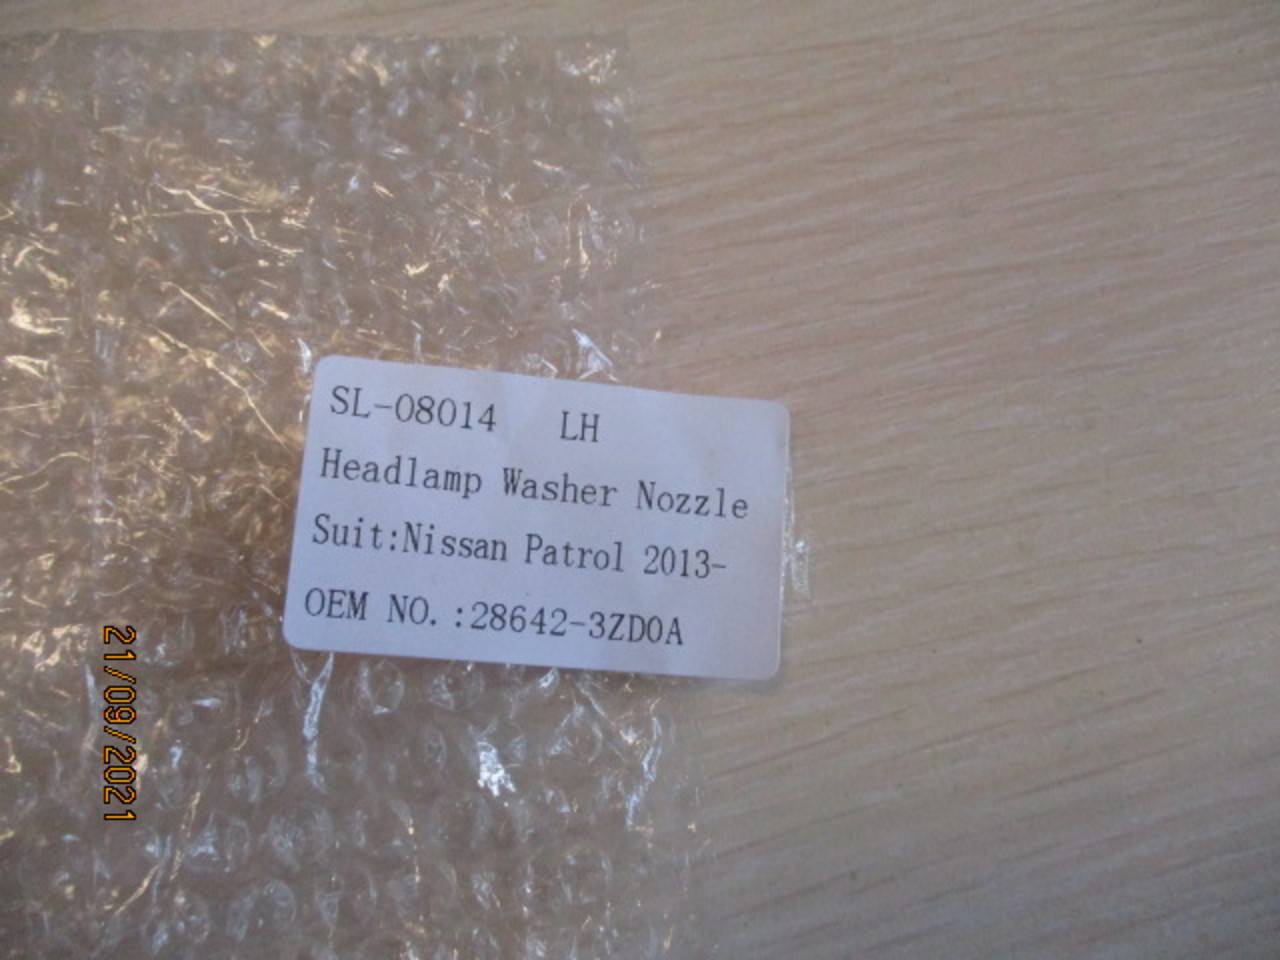 SL-08014 LH
Headlamp Washer Nozzle
Suit:Nissan Patrol 2013-
OEM NO.:28642-3ZD0A
21/09/2021